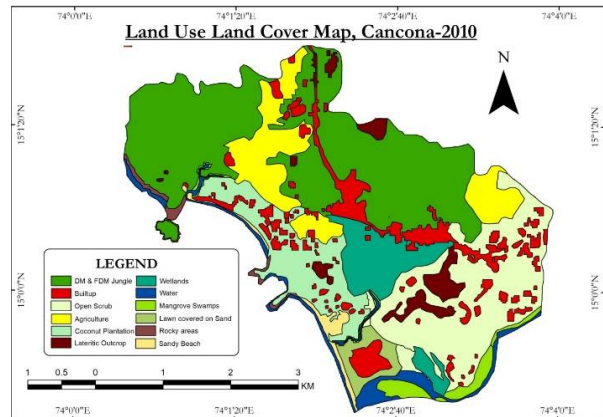 74°0'0"E 74°1'20"E 74°2'40"E 74°4'0"E
Land Use Land Cover Map, Cancona-2010
N
15°1'20"N 15°1'20"N
15°0'0"N 15°0'0"N
LEGEND
DM & FDM Jungle Wetlands
Builtup Water
Open Scrub Mangrove Swamps
Agriculture Lawn covered on Sand
Coconut Plantation Rocky areas
Lateritic Outcrop Sandy Beach
1 0.5 0 1 2 3
KM
74°0'0"E 74°1'20"E 74°2'40"E 74°4'0"E